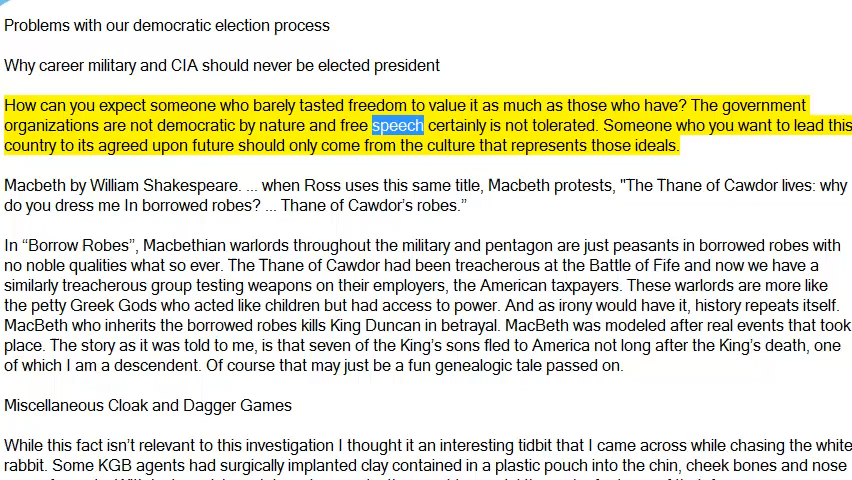 Problems with our democratic election process
Why career military and CIA should never be elected president
How can you expect someone who barely tasted freedom to value it as much as those who have? The government
organizations are not democratic by nature and free speech certainly is not tolerated. Someone who you want to lead this
country to its agreed upon future should only come from the culture that represents those ideals.
Macbeth by William Shakespeare. ... when Ross uses this same title, Macbeth protests, "The Thane of Cawdor lives: why
do you dress me In borrowed robes? ... Thane of Cawdor’s robes.”
In “Borrow Robes”, Macbethian warlords throughout the military and pentagon are just peasants in borrowed robes with
no noble qualities what so ever. The Thane of Cawdor had been treacherous at the Battle of Fife and now we have a
similarly treacherous group testing weapons on their employers, the American taxpayers. These warlords are more like
the petty Greek Gods who acted like children but had access to power. And as irony would have it, history repeats itself.
MacBeth who inherits the borrowed robes kills King Duncan in betrayal. MacBeth was modeled after real events that took
place. The story as it was told to me, is that seven of the King’s sons fled to America not long after the King’s death, one
of which I am a descendent. Of course that may just be a fun genealogic tale passed on.
Miscellaneous Cloak and Dagger Games
While this fact isn’t relevant to this investigation I thought it an interesting tidbit that I came across while chasing the white
rabbit. Some KGB agents had surgically implanted clay contained in a plastic pouch into the chin, cheek bones and nose